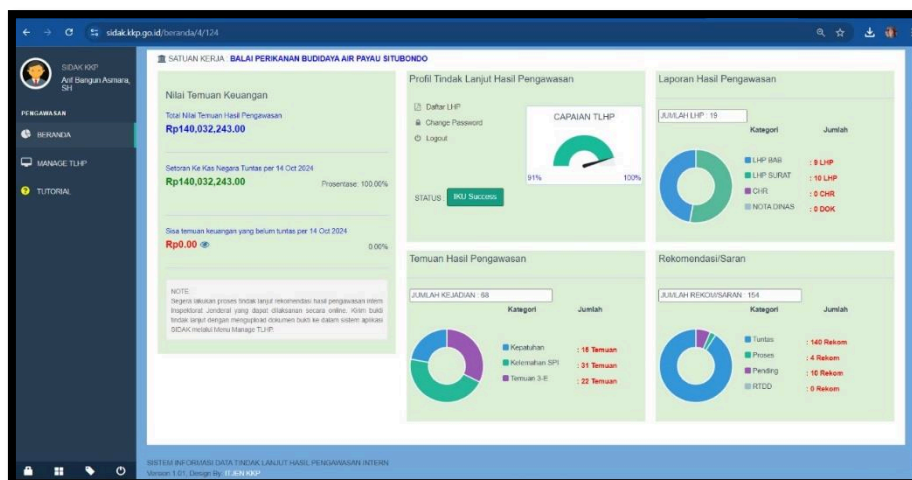 sidak.kkp.go.id/beranda/4/124
SIDAK KKP
Arif Bangun Asmara, SH
PENGAWASAN
BERANDA
MANAGE TLHP
TUTORIAL
SATUAN KERJA : BALAI PERIKANAN BUDIDAYA AIR PAYAU SITUBONDO
Nilai Temuan Keuangan
Total Nilai Temuan Hasil Pengawasan
Rp140,032,243.00
Setoran Ke Kas Negara Tuntas per 14 Oct 2024
Rp140,032,243.00 Prosentase: 100.00%
Sisa temuan keuangan yang belum tuntas per 14 Oct 2024
Rp0.00 0.00%
NOTE:
Segera lakukan proses tindak lanjut rekomendasi hasil pengawasan intern
Inspektorat Jenderal yang dapat dilaksanan secara online. Kirim bukti
tindak lanjut dengan mengupload dokumen bukti ke dalam sistem aplikasi
SIDAK melalui Menu Manage TLHP
Profil Tindak Lanjut Hasil Pengawasan
Daftar LHP
Change Password
Logout
CAPAIAN TLHP
91% 100%
STATUS : IKU Success
Laporan Hasil Pengawasan
JUMLAH LHP : 19
Kategori Jumlah
LHP BAB : 9 LHP
LHP SURAT : 10 LHP
CHR : 0 CHR
NOTA DINAS : 0 DOK
Temuan Hasil Pengawasan
JUMLAH KEJADIAN : 68
Kategori Jumlah
Kepatuhan : 15 Temuan
Kelemahan SPI : 31 Temuan
Temuan 3-E : 22 Temuan
Rekomendasi/Saran
JUMLAH REKOM/SARAN : 154
Kategori Jumlah
Tuntas : 140 Rekom
Proses : 4 Rekom
Pending : 10 Rekom
RTDD : 0 Rekom
SISTEM INFORMASI DATA TINDAK LANJUT HASIL PENGAWASAN INTERN
Version 1.01, Design By: ITJEN KKP